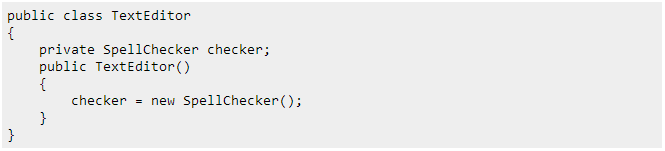 public class TextEditor
{
    private SpellChecker checker;
    public TextEditor()
    {
        checker = new SpellChecker();
    }
}